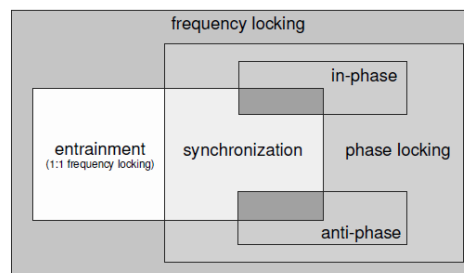 frequency locking
in-phase
entrainment
(1:1 frequency locking)
synchronization
phase locking
anti-phase